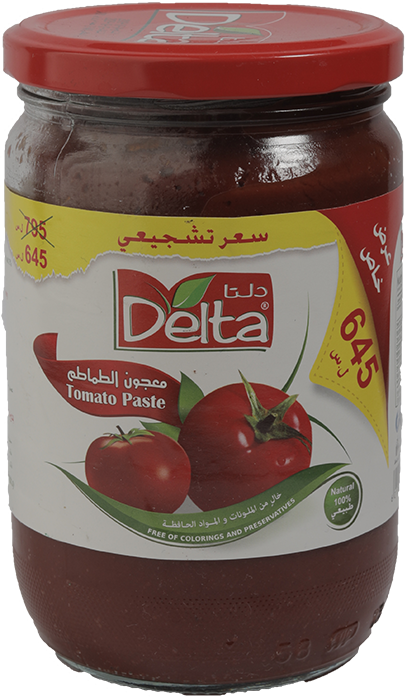 Delta
795 ل.س
645 ل.س
سعر تشجيعي
عرض
خاص
645
ل.س
دلتا
Delta®
معجون الطماطم
Tomato Paste
خالٍ من الملونات و المواد الحافظة
FREE OF COLORINGS AND PRESERVATIVES
Natural
100%
طبيعي